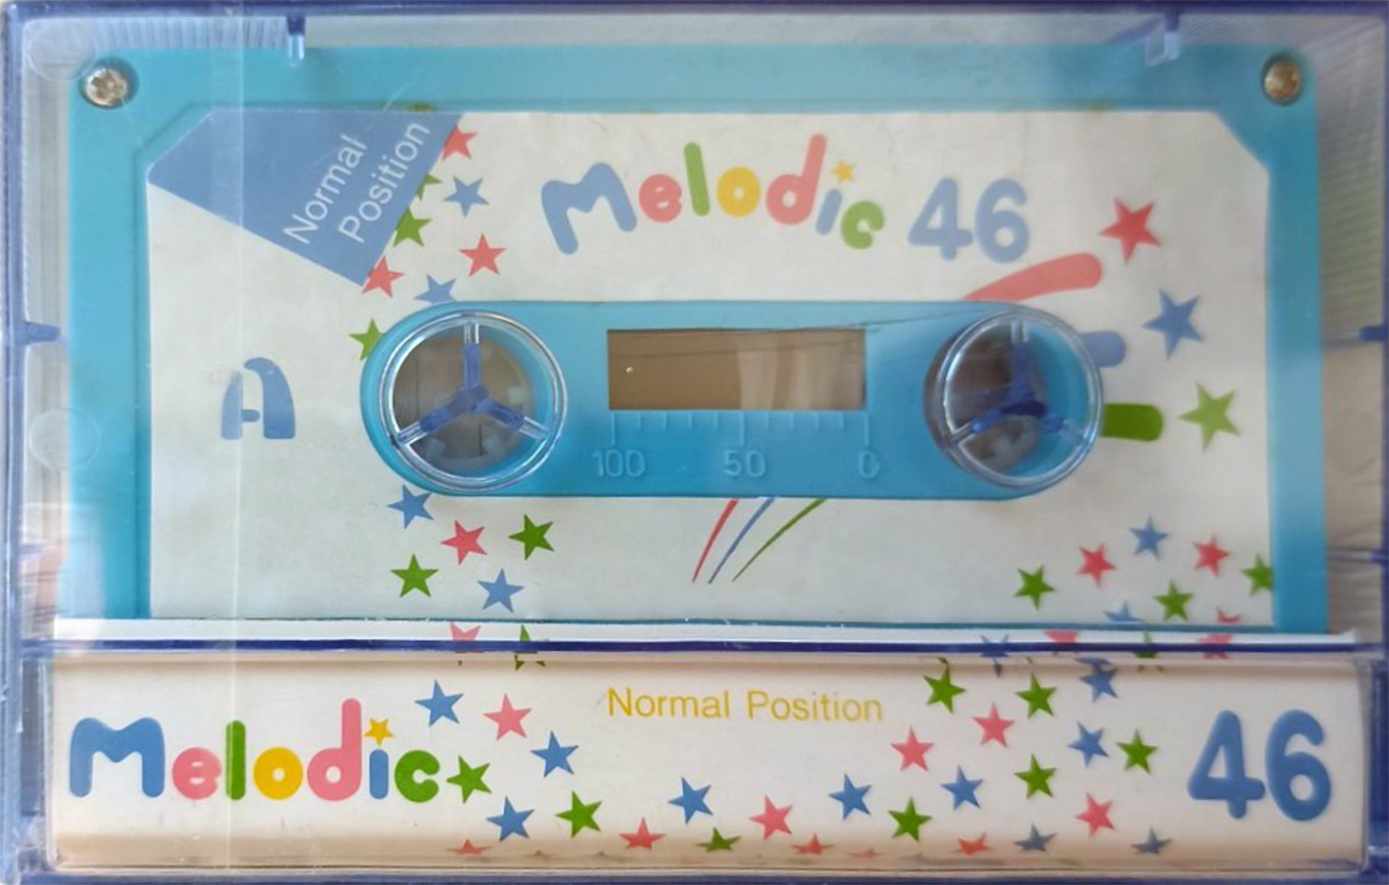 Normal
Position
Melodic 46
A
100 50 0
Normal Position
Melodic 46